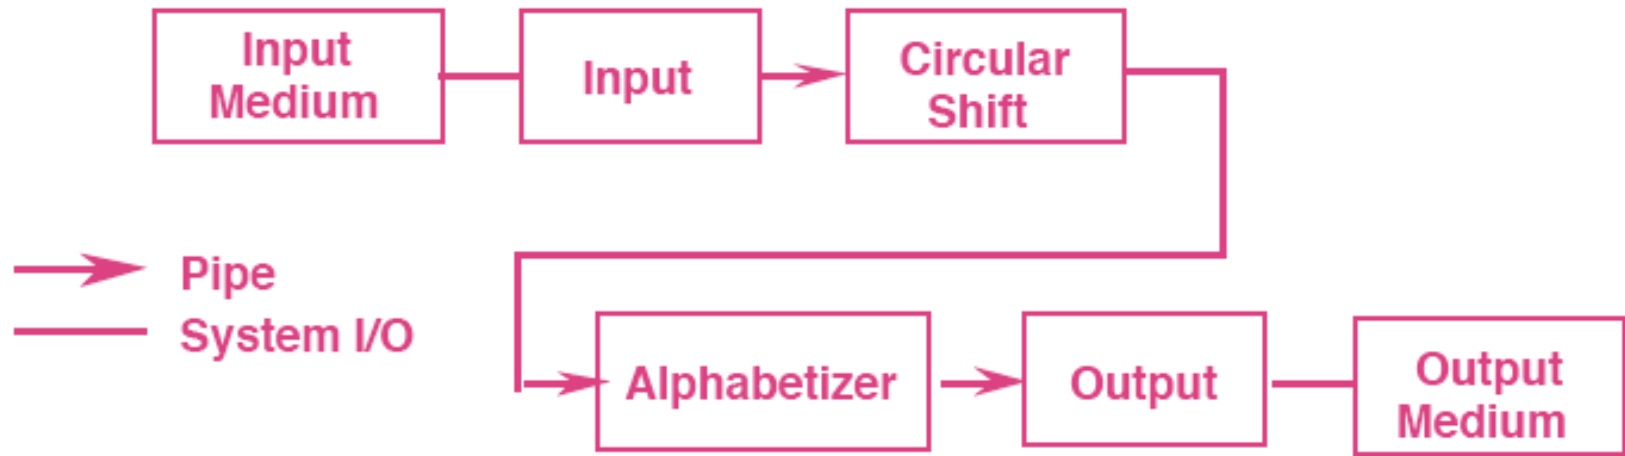 Input
Medium
Input
Circular
Shift
Pipe
System I/O
Alphabetizer
Output
Output
Medium